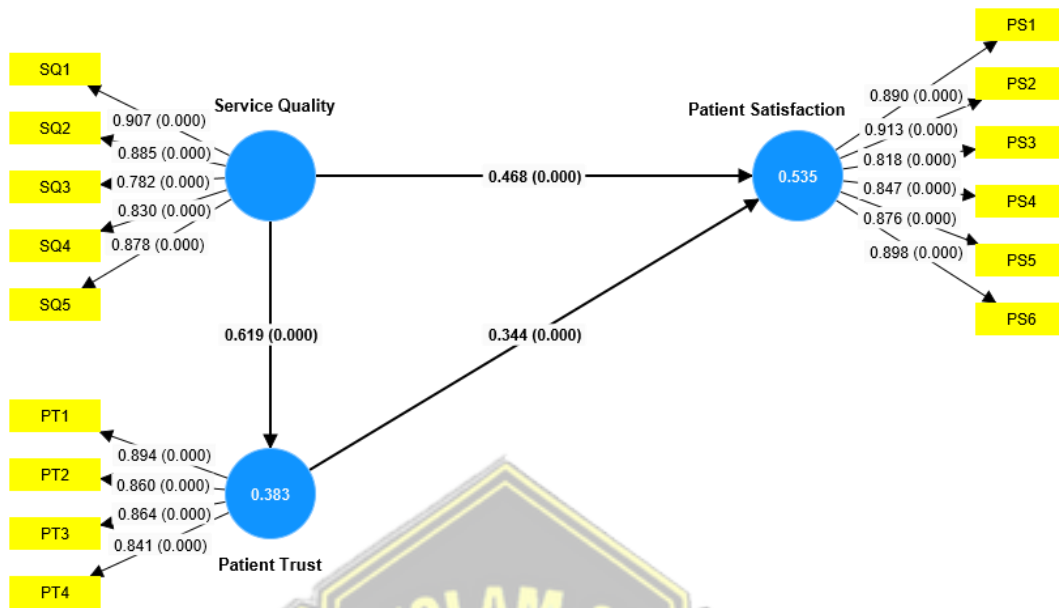 PS1
SQ1
Service Quality
Patient Satisfaction
0.890 (0.000)
PS2
0.907 (0.000)
SQ2
0.913 (0.000)
0.885 (0.000)
0.818 (0.000)
PS3
SQ3
0.782 (0.000)
0.468 (0.000)
0.535
0.847 (0.000)
PS4
0.830 (0.000)
0.876 (0.000)
SQ4
0.878 (0.000)
0.898 (0.000)
PS5
SQ5
PS6
0.619 (0.000)
0.344 (0.000)
PT1
0.894 (0.000)
PT2
0.860 (0.000)
0.383
0.864 (0.000)
PT3
0.841 (0.000)
Patient Trust
PT4